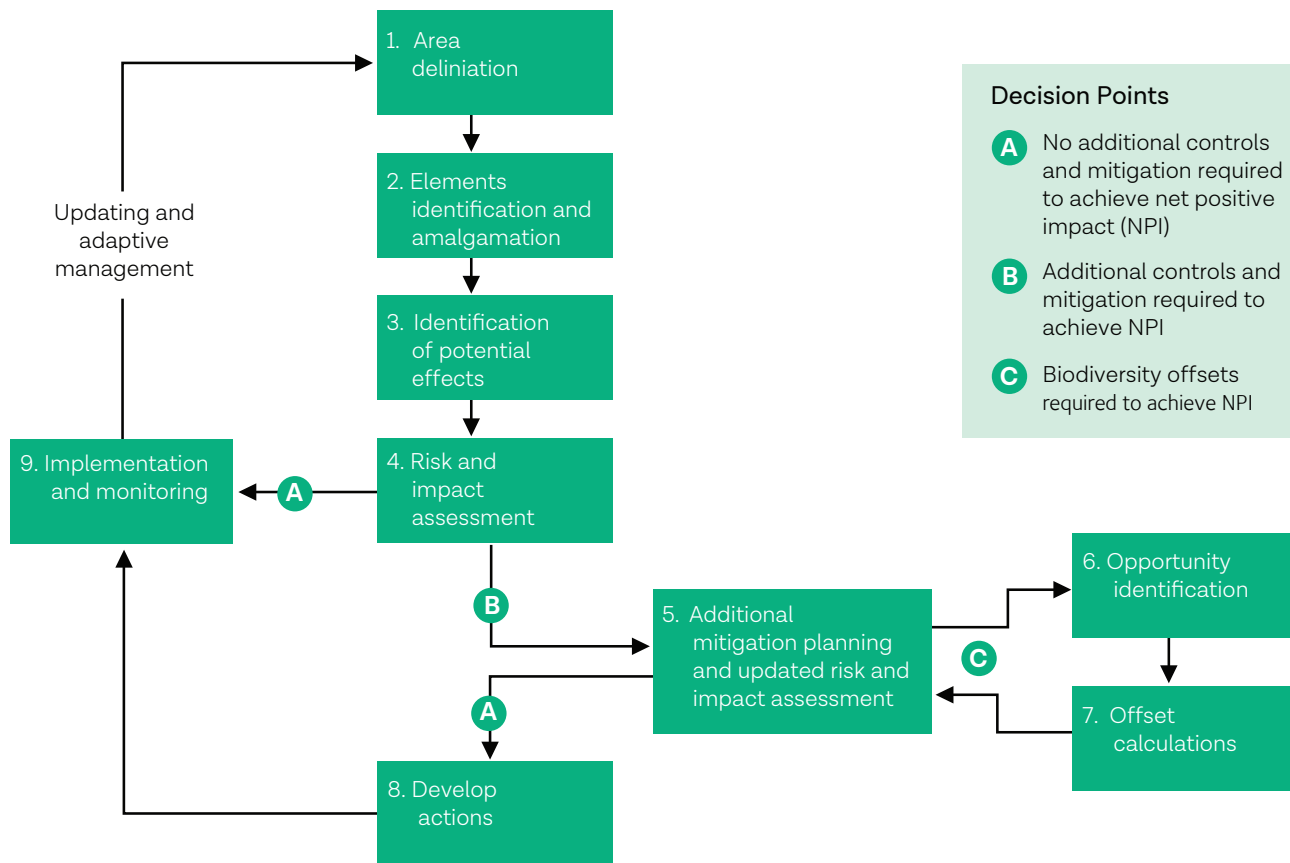 1. Area
deliniation
2. Elements
identification and
amalgamation
3. Identification
of potential
effects
4. Risk and
impact
assessment
5. Additional
mitigation planning
and updated risk and
impact assessment
6. Opportunity
identification
7. Offset
calculations
8. Develop
actions
9. Implementation
and monitoring
Updating and
adaptive
management
A
B
A
C
Decision Points
A No additional controls
and mitigation required
to achieve net positive
impact (NPI)
B Additional controls and
mitigation required to
achieve NPI
C Biodiversity offsets
required to achieve NPI